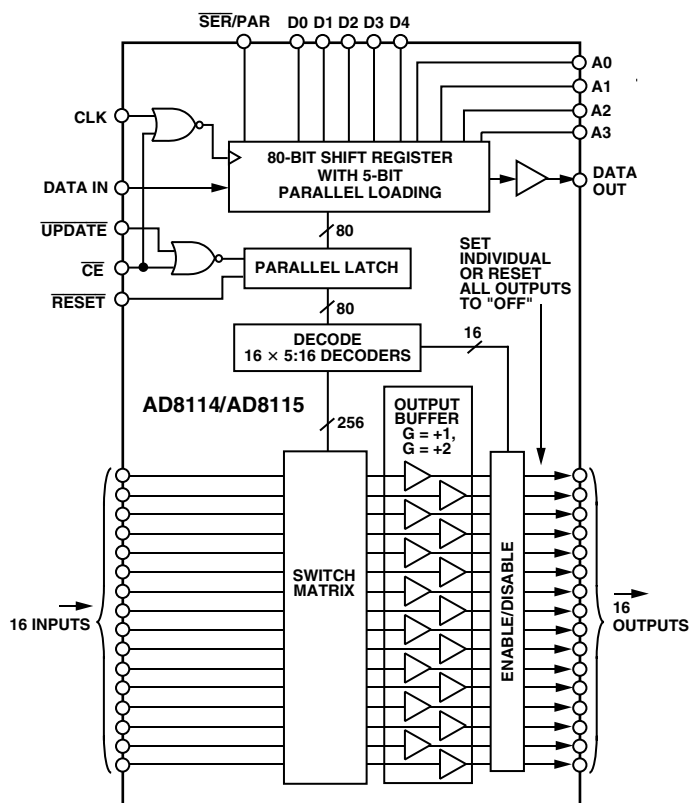 SER/PAR D0 D1 D2 D3 D4
A0
A1
A2
A3
CLK
80-BIT SHIFT REGISTER
WITH 5-BIT
PARALLEL LOADING
DATA IN
DATA
OUT
UPDATE
80
CE
PARALLEL LATCH
RESET
SET
INDIVIDUAL
OR RESET
ALL OUTPUTS
TO "OFF"
80
DECODE
16 × 5:16 DECODERS
16
AD8114/AD8115
256
OUTPUT
BUFFER
G = +1,
G = +2
SWITCH
MATRIX
ENABLE/DISABLE
16 INPUTS
16
OUTPUTS